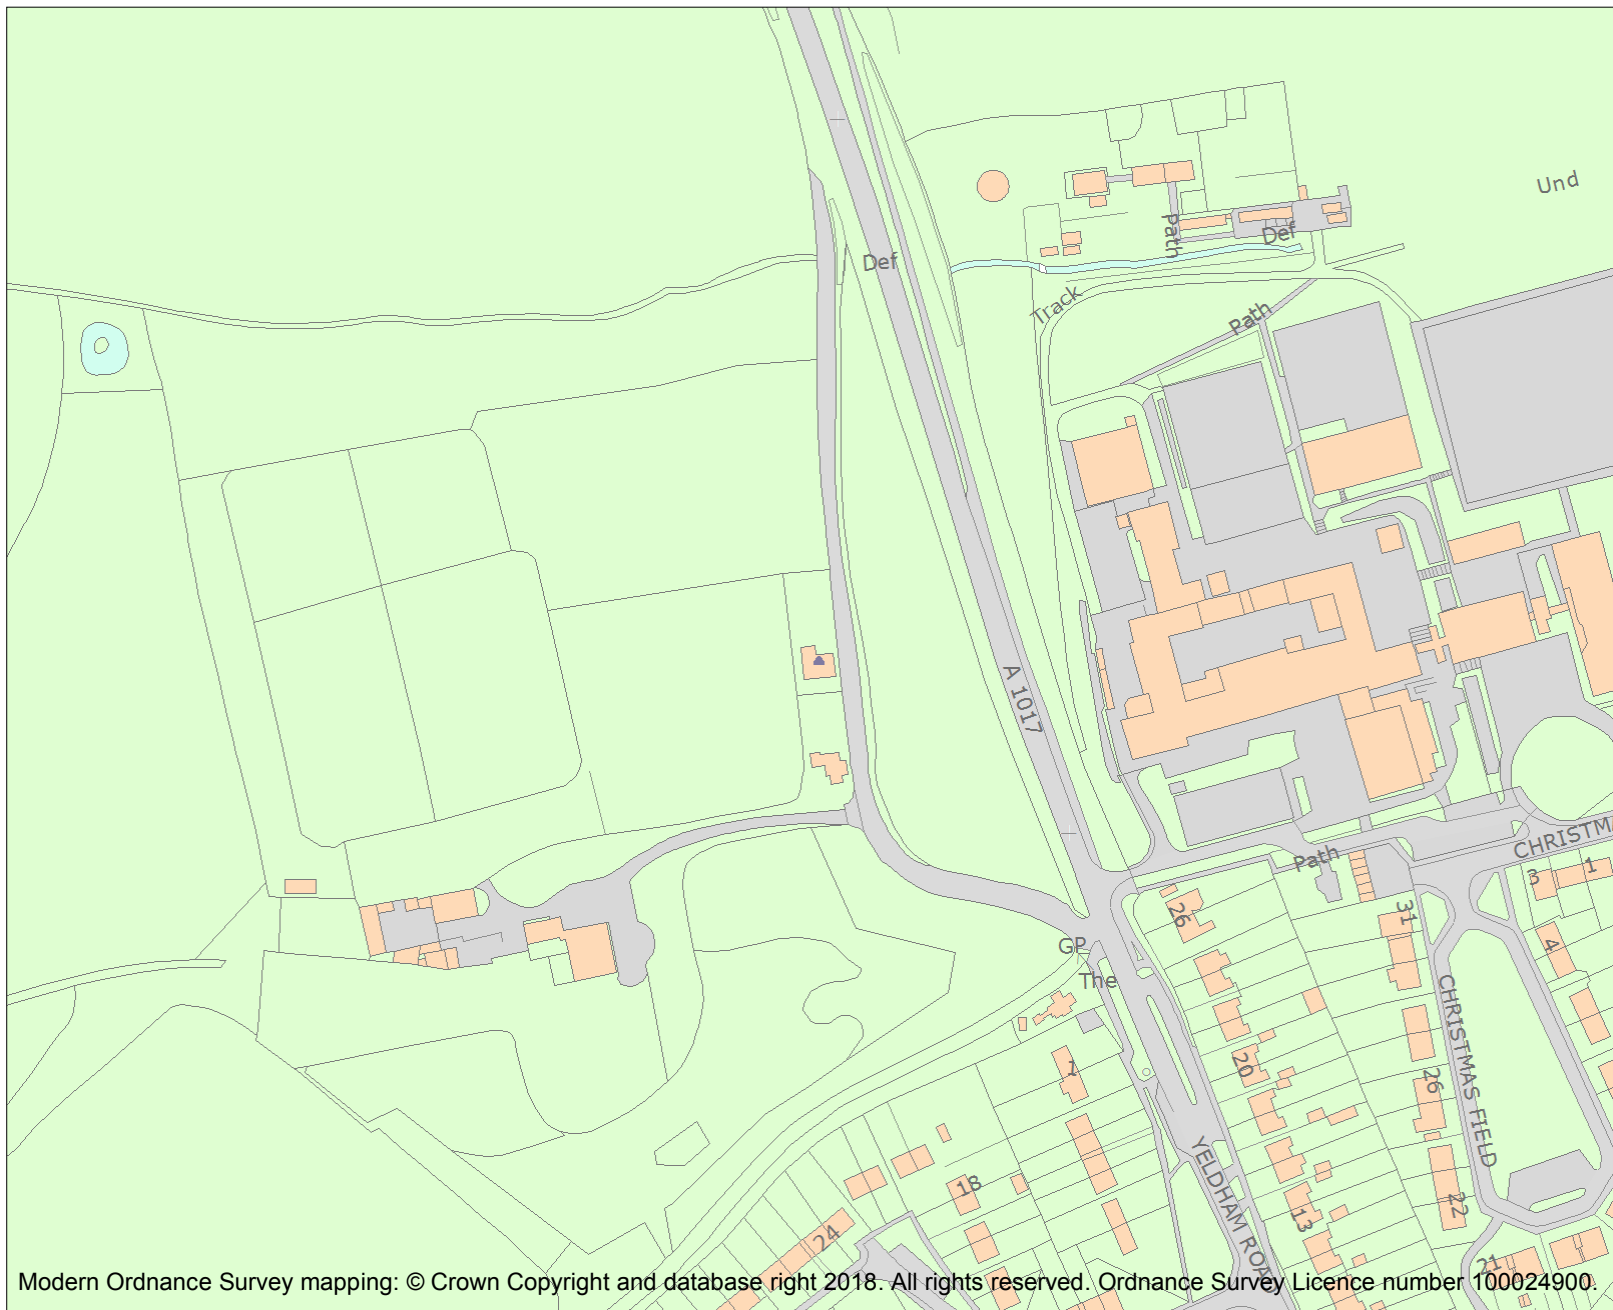 Und
Path
Def
Def
Track
Path
A 1017
CHRISTMA
Path
3
1
26
31
4
GP
The
CHRISTMAS FIELD
1
20
26
YELDHAM ROAD
18
22
13
24
21
Modern Ordnance Survey mapping: © Crown Copyright and database right 2018. All rights reserved. Ordnance Survey Licence number 100024900.